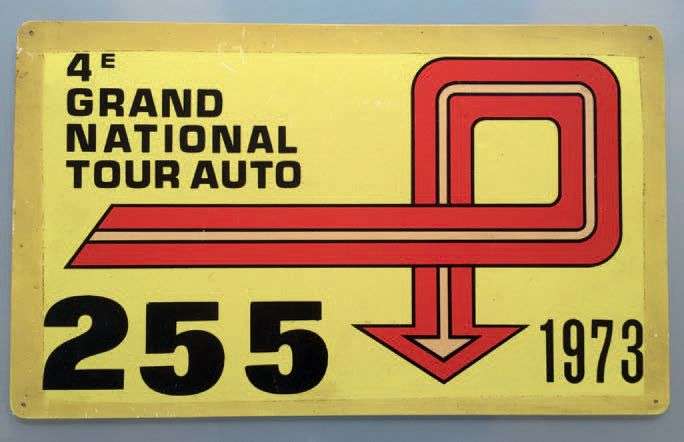 4E
GRAND
NATIONAL
TOUR AUTO
255
1973